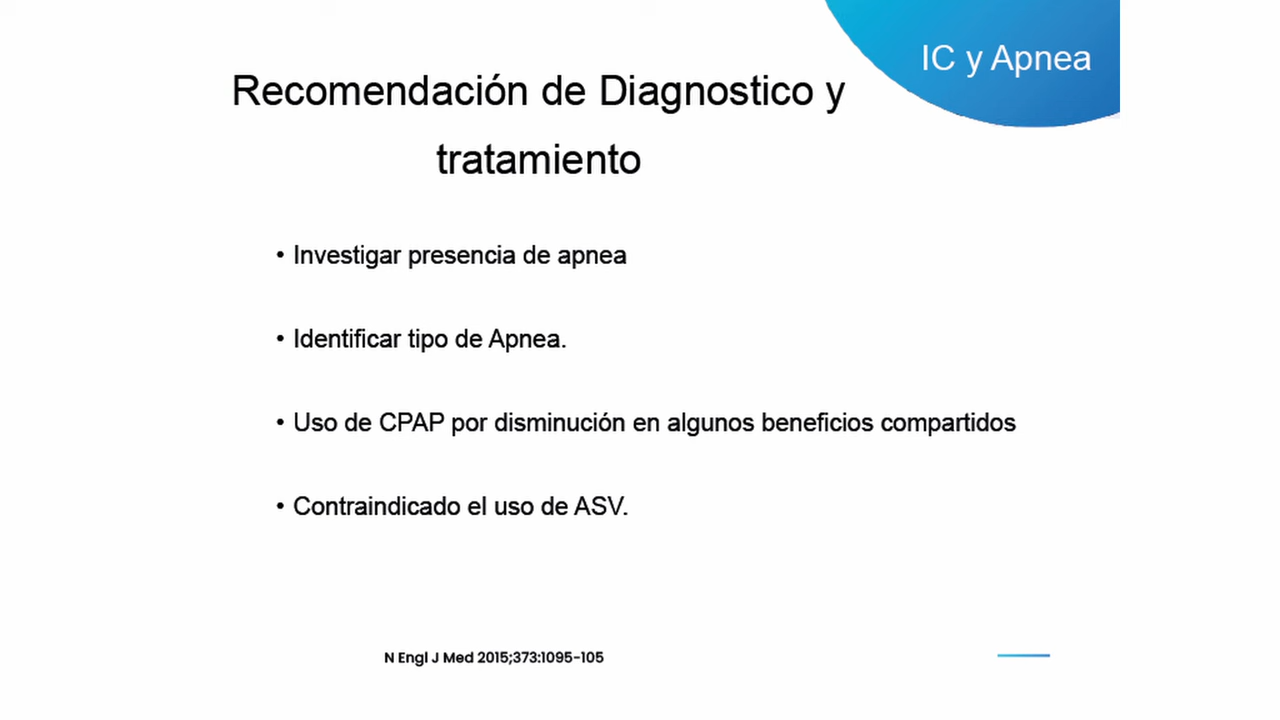 IC y Apnea
Recomendación de Diagnostico y
tratamiento
• Investigar presencia de apnea
• Identificar tipo de Apnea.
• Uso de CPAP por disminución en algunos beneficios compartidos
• Contraindicado el uso de ASV.
N Engl J Med 2015;373:1095-105